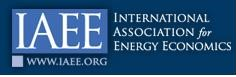 IAEE
INTERNATIONAL
ASSOCIATION for
ENERGY ECONOMICS
WWW.IAEE.ORG